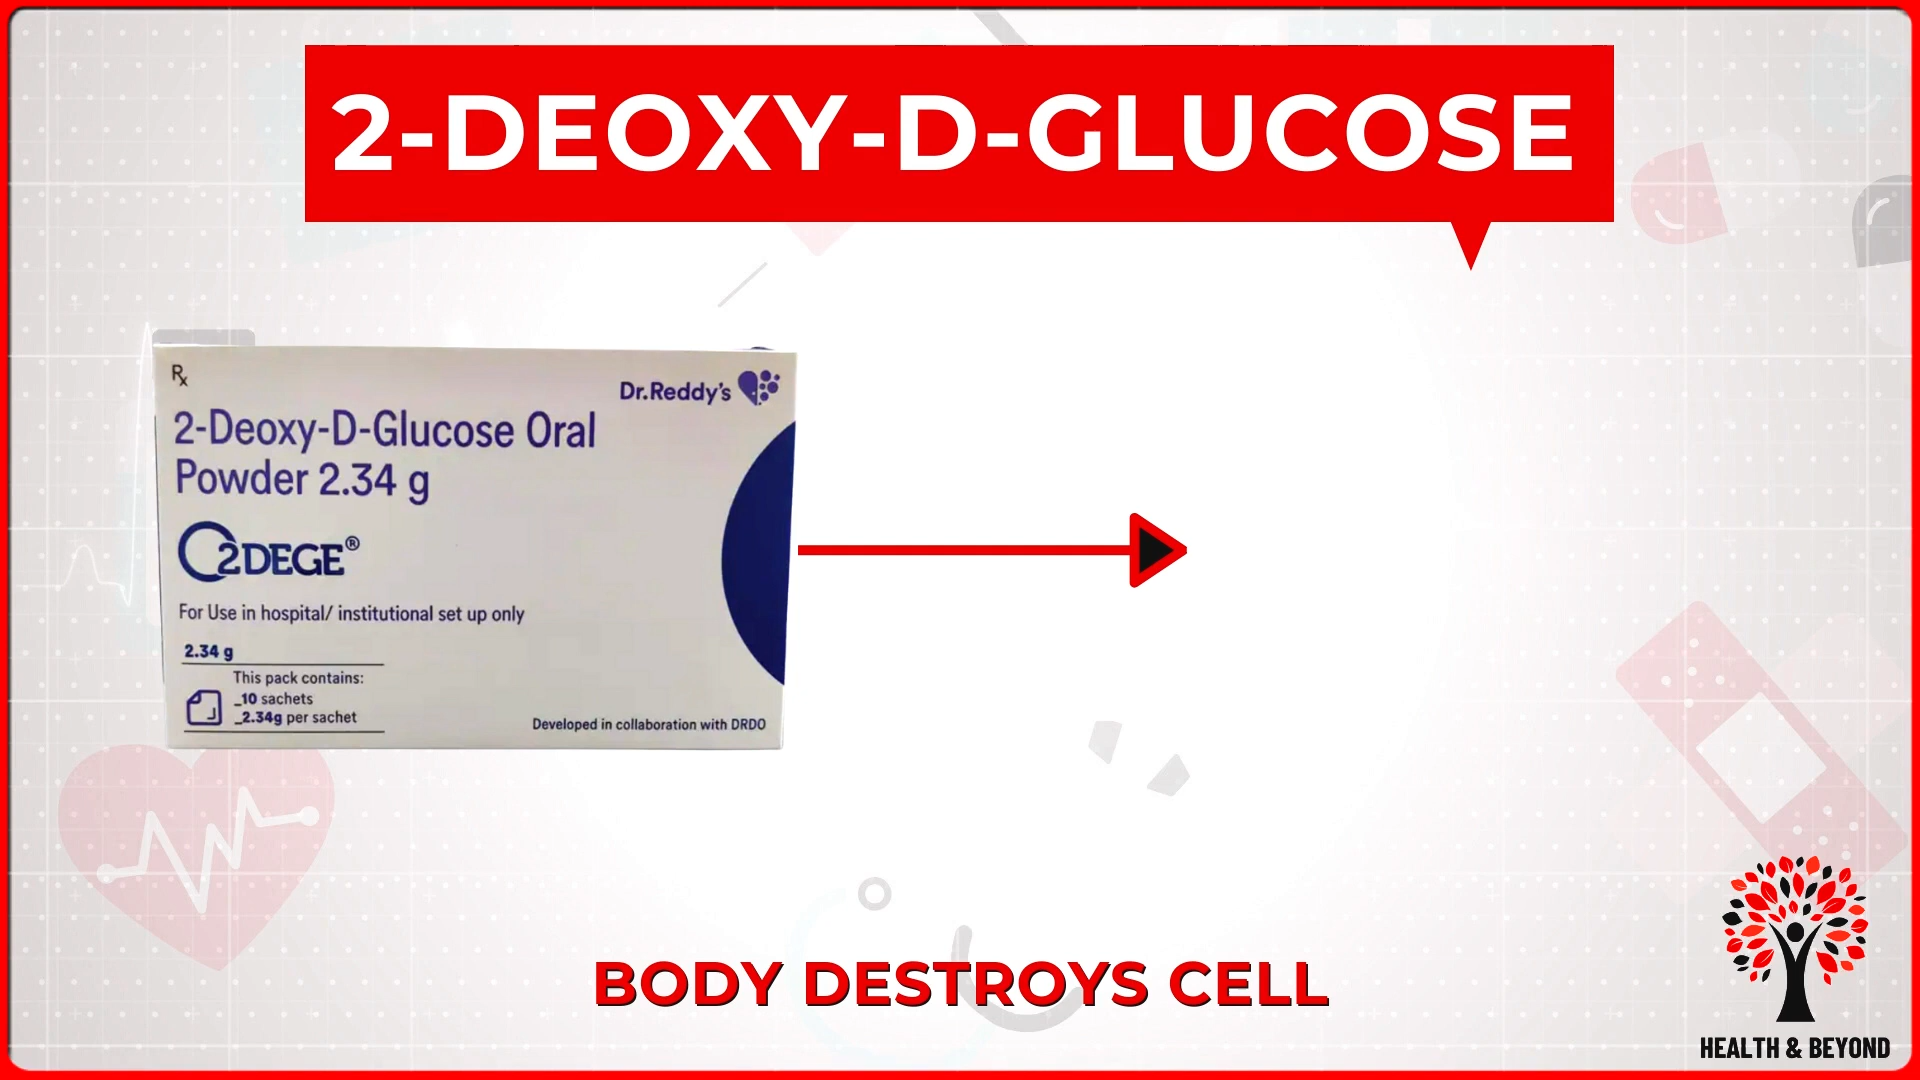 2-DEOXY-D-GLUCOSE
Rx
Dr.Reddy's
2-Deoxy-D-Glucose Oral
Powder 2.34 g
2DEGE®
For Use in hospital/ institutional set up only
2.34 g
This pack contains:
_10 sachets
_2.34g per sachet
Developed in collaboration with DRDO
BODY DESTROYS CELL
HEALTH & BEYOND